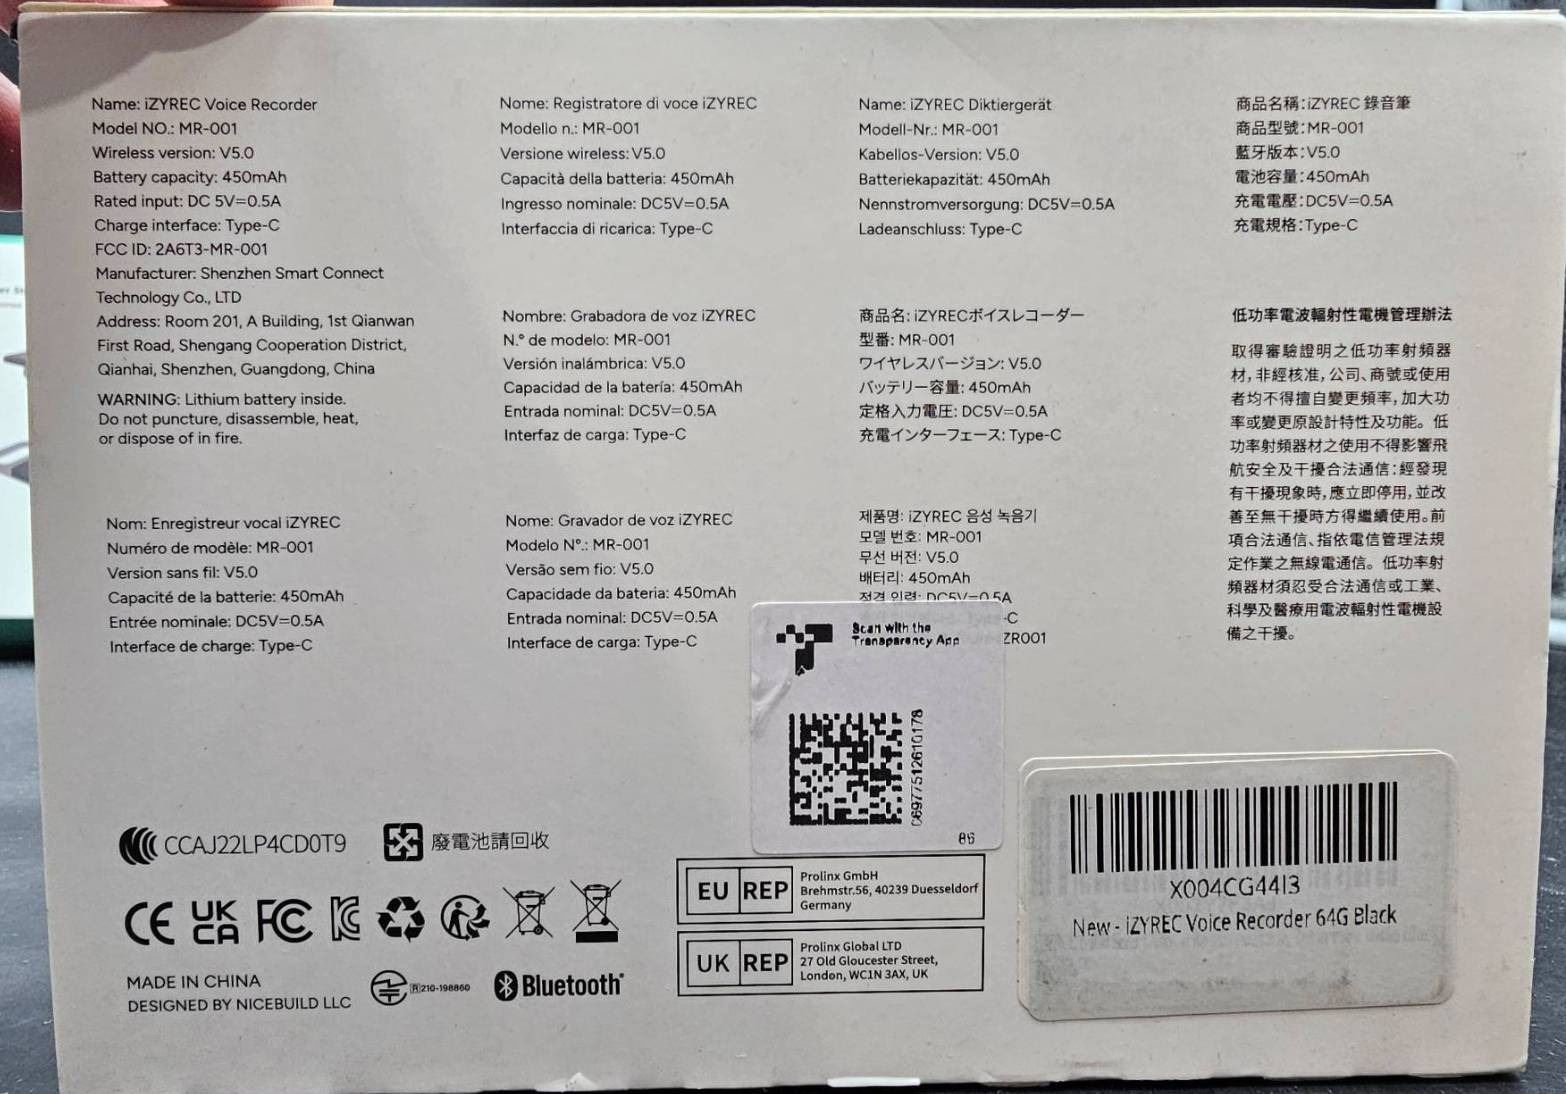 Name: iZYREC Voice Recorder
Model NO.: MR-001
Wireless version: V5.0
Battery capacity: 450mAh
Rated input: DC 5V=0.5A
Charge interface: Type-C
FCC ID: 2A6T3-MR-001
Manufacturer: Shenzhen Smart Connect
Technology Co., LTD
Address: Room 201, A Building, 1st Qianwan
First Road, Shengang Cooperation District,
Qianhai, Shenzhen, Guangdong, China
WARNING: Lithium battery inside.
Do not puncture, disassemble, heat,
or dispose of in fire.
Nome: Registratore di voce iZYREC
Modello n.: MR-001
Versione wireless: V5.0
Capacità della batteria: 450mAh
Ingresso nominale: DC5V=0.5A
Interfaccia di ricarica: Type-C
Name: iZYREC Diktiergerät
Modell-Nr.: MR-001
Kabellos-Version: V5.0
Batteriekapazität: 450mAh
Nennstromversorgung: DC5V=0.5A
Ladeanschluss: Type-C
商品名稱:iZYREC 錄音筆
商品型號:MR-001
藍牙版本:V5.0
電池容量:450mAh
充電電壓:DC5V=0.5A
充電規格:Type-C
Nombre: Grabadora de voz iZYREC
N.° de modelo: MR-001
Versión inalámbrica: V5.0
Capacidad de la batería: 450mAh
Entrada nominal: DC5V=0.5A
Interfaz de carga: Type-C
商品名: iZYRECボイスレコーダー
型番: MR-001
ワイヤレスバージョン: V5.0
バッテリー容量: 450mAh
定格入力電圧: DC5V=0.5A
充電インターフェース: Type-C
低功率電波輻射性電機管理辦法
取得審驗證明之低功率射頻器
材,非經核准,公司、商號或使用
者均不得擅自變更頻率,加大功
率或變更原設計特性及功能。低
功率射頻器材之使用不得影響飛
航安全及干擾合法通信:經發現
有干擾現象時,應立即停用,並改
善至無干擾時方得繼續使用。前
項合法通信、指依電信管理法規
定作業之無線電通信。低功率射
頻器材須忍受合法通信或工業、
科學及醫療用電波輻射性電機設
備之干擾。
Nom: Enregistreur vocal iZYREC
Numéro de modèle: MR-001
Version sans fil: V5.0
Capacité de la batterie: 450mAh
Entrée nominale: DC5V=0.5A
Interface de charge: Type-C
Nome: Gravador de voz iZYREC
Modelo N°.: MR-001
Versão sem fio: V5.0
Capacidade da bateria: 450mAh
Entrada nominal: DC5V=0.5A
Interface de carga: Type-C
제품명: iZYREC 음성 녹음기
모델 번호: MR-001
무선 버전: V5.0
배터리: 450mAh
정격 입력: DC5V=0.5A
-C
ZR001
Scan with the
Transparency App
06977512610178
86
CCAJ22LP4CD0T9
廢電池請回收
CE UK CA FC
MADE IN CHINA
DESIGNED BY NICEBUILD LLC
R 210-198860
Bluetooth
EU REP
Prolinx GmbH
Brehmstr.56, 40239 Duesseldorf
Germany
UK REP
Prolinx Global LTD
27 Old Gloucester Street,
London, WC1N 3AX, UK
X004CG44I3
New - iZYREC Voice Recorder 64G Black